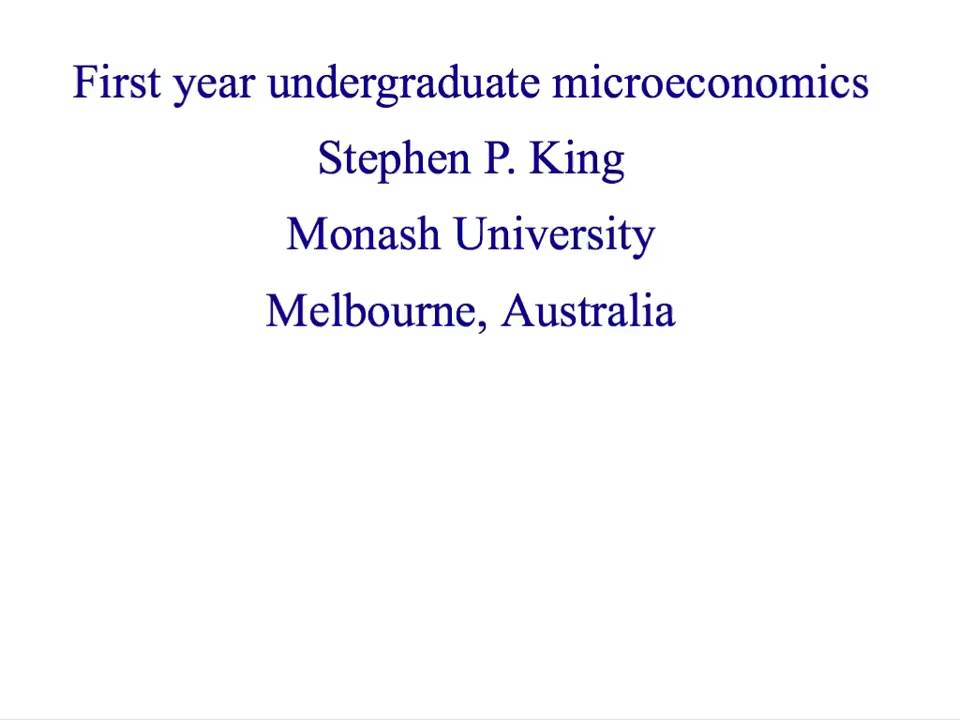 First year undergraduate microeconomics
Stephen P. King
Monash University
Melbourne, Australia